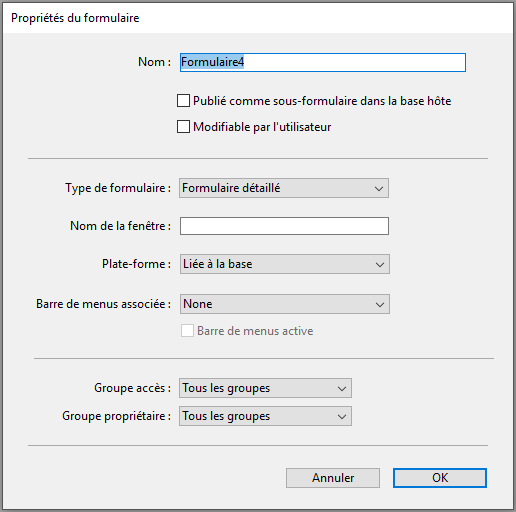 Propriétés du formulaire
Nom : Formulaire4
Publié comme sous-formulaire dans la base hôte
Modifiable par l'utilisateur
Type de formulaire : Formulaire détaillé
Nom de la fenêtre :
Plate-forme : Liée à la base
Barre de menus associée : None
Barre de menus active
Groupe accès : Tous les groupes
Groupe propriétaire : Tous les groupes
Annuler OK